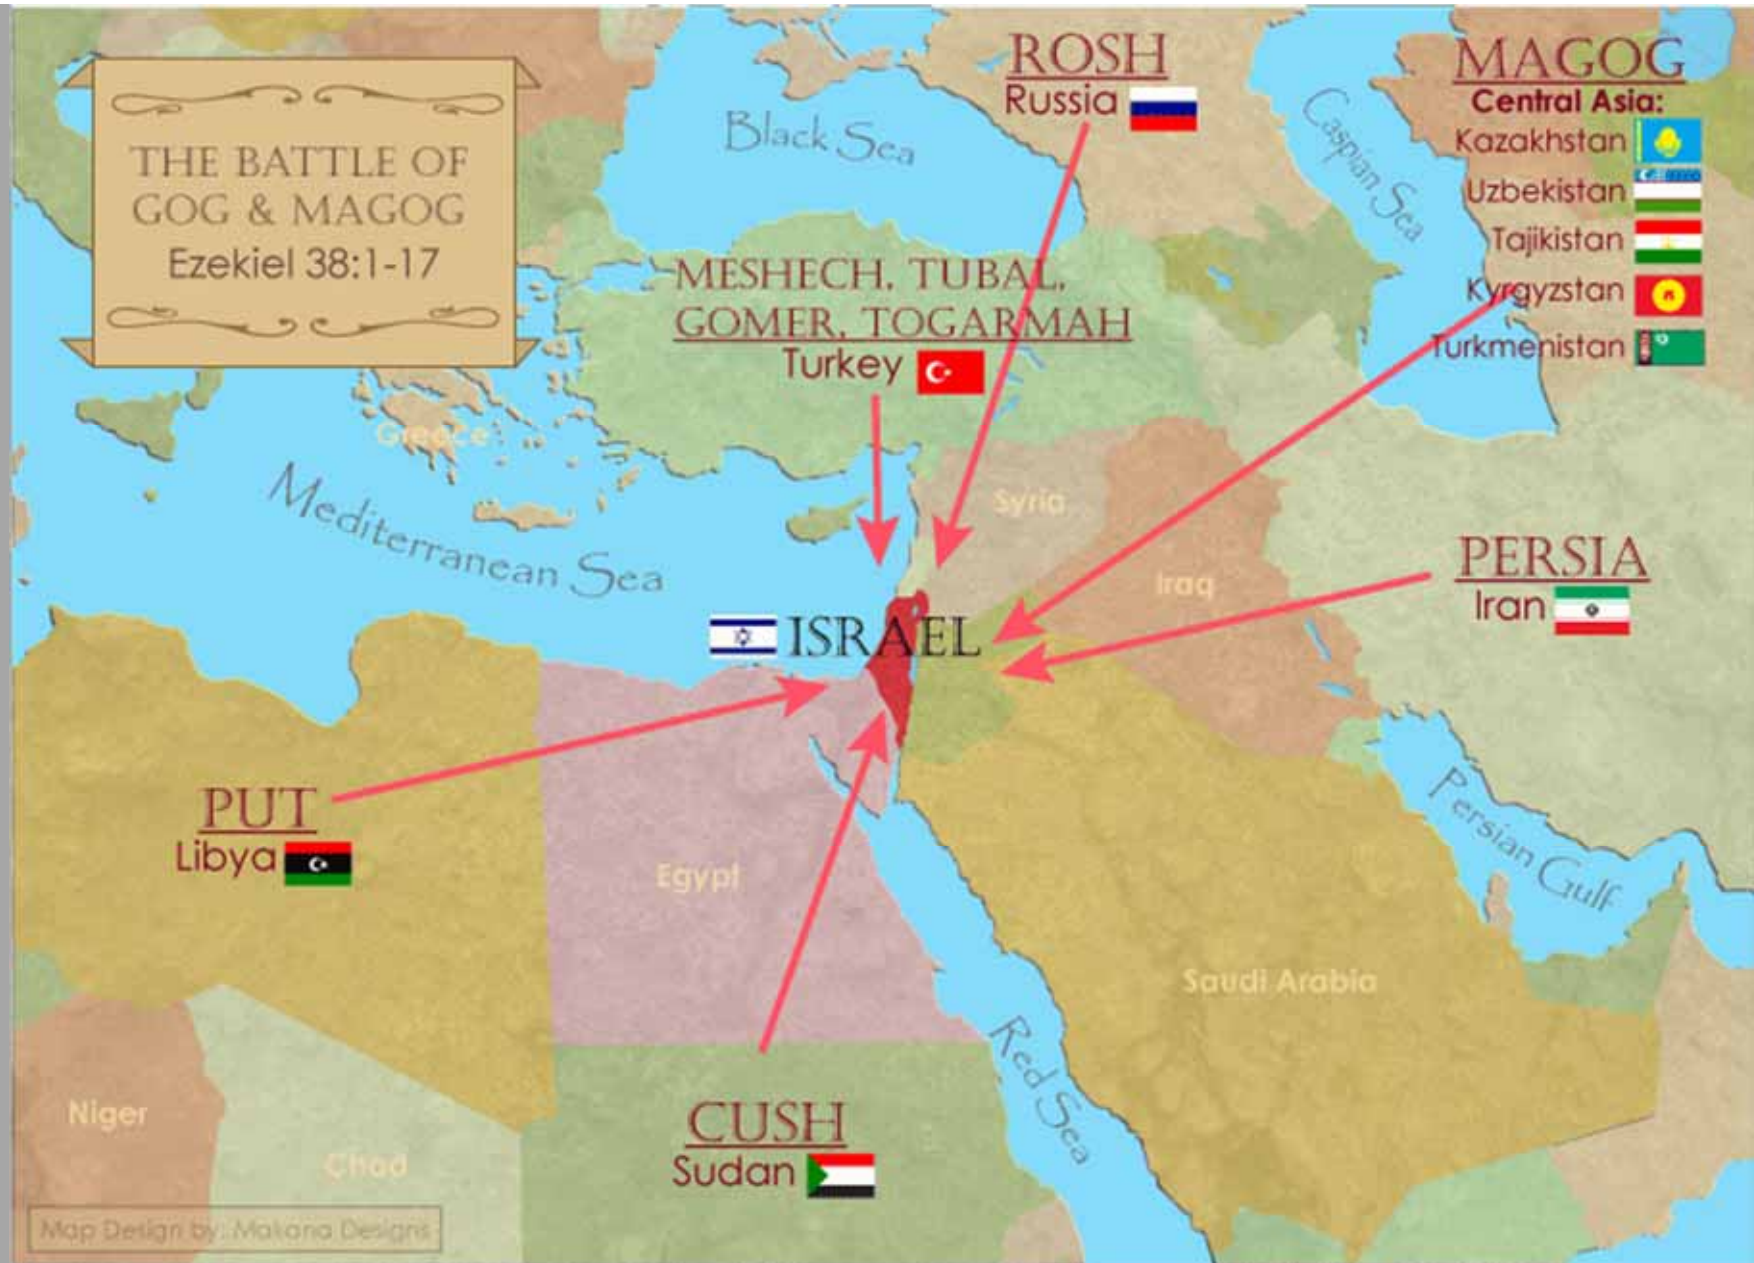 THE BATTLE OF
GOG & MAGOG
Ezekiel 38:1-17
Black Sea
ROSH
Russia
Caspian Sea
MAGOG
Central Asia:
Kazakhstan
Uzbekistan
Tajikistan
Kyrgyzstan
Turkmenistan
MESHECH, TUBAL,
GOMER, TOGARMAH
Turkey
Greece
Mediterranean Sea
Syria
Iraq
PERSIA
Iran
ISRAEL
PUT
Libya
Egypt
Persian Gulf
Saudi Arabia
Red Sea
Niger
Chad
CUSH
Sudan
Map Design by: Makana Designs